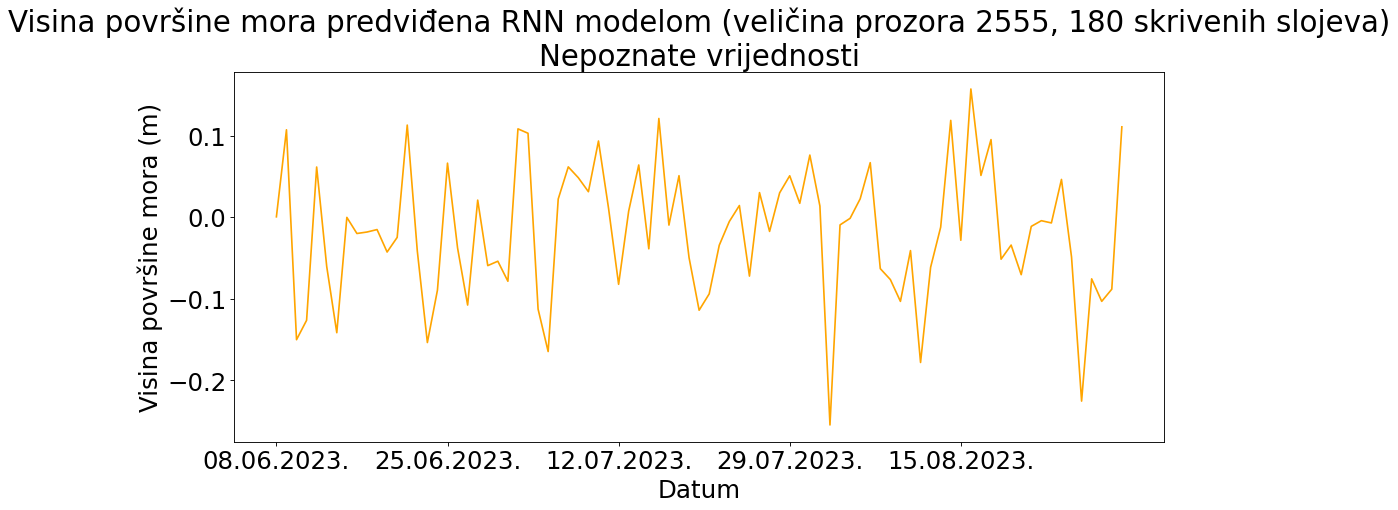 Visina površine mora predviđena RNN modelom (veličina prozora 2555, 180 skrivenih slojeva)
Nepoznate vrijednosti
Visina površine mora (m)
0.1
0.0
−0.1
−0.2
08.06.2023. 25.06.2023. 12.07.2023. 29.07.2023. 15.08.2023.
Datum